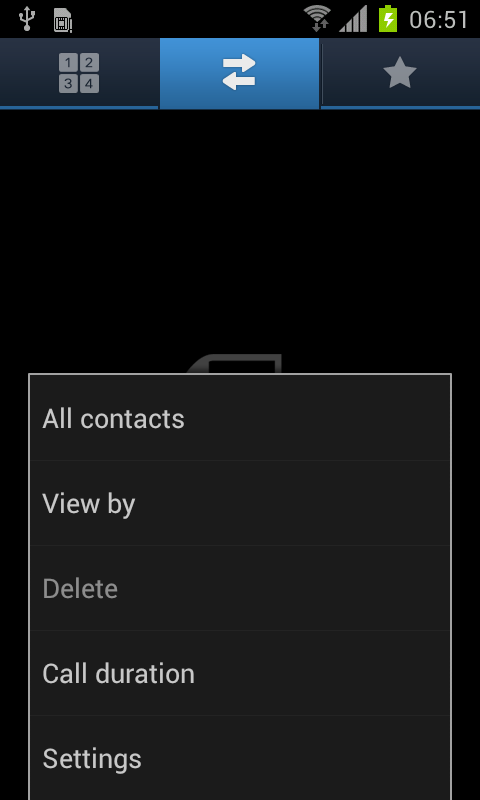 06:51
1 2
3 4
All contacts
View by
Delete
Call duration
Settings